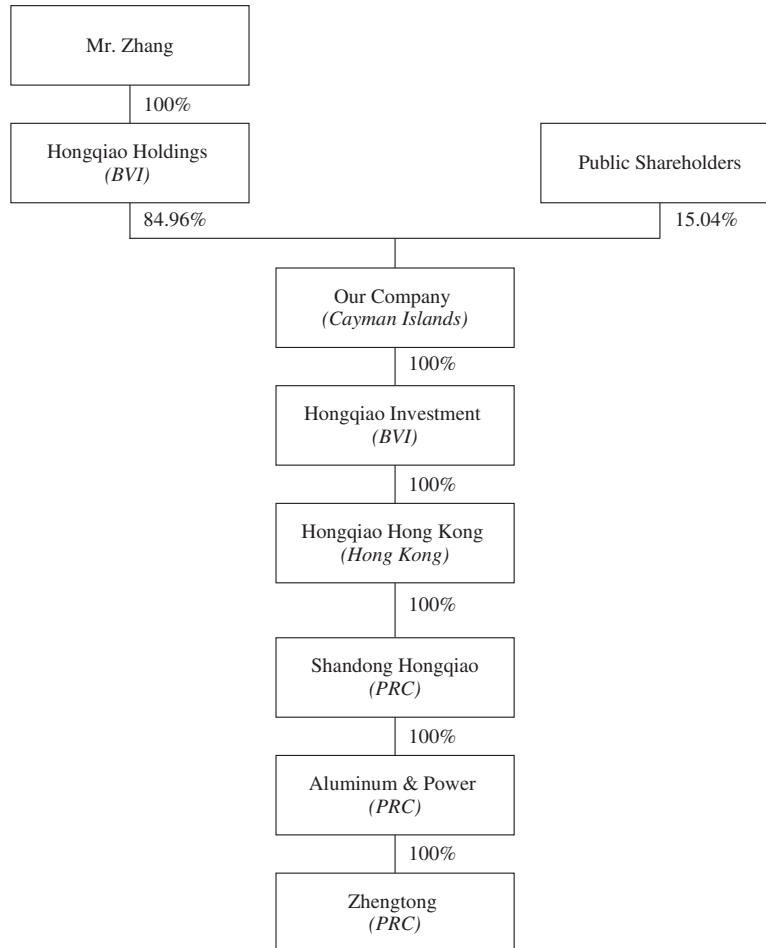 Mr. Zhang
100%
Hongqiao Holdings
(BVI)
Public Shareholders
84.96%
15.04%
Our Company
(Cayman Islands)
100%
Hongqiao Investment
(BVI)
100%
Hongqiao Hong Kong
(Hong Kong)
100%
Shandong Hongqiao
(PRC)
100%
Aluminum & Power
(PRC)
100%
Zhengtong
(PRC)